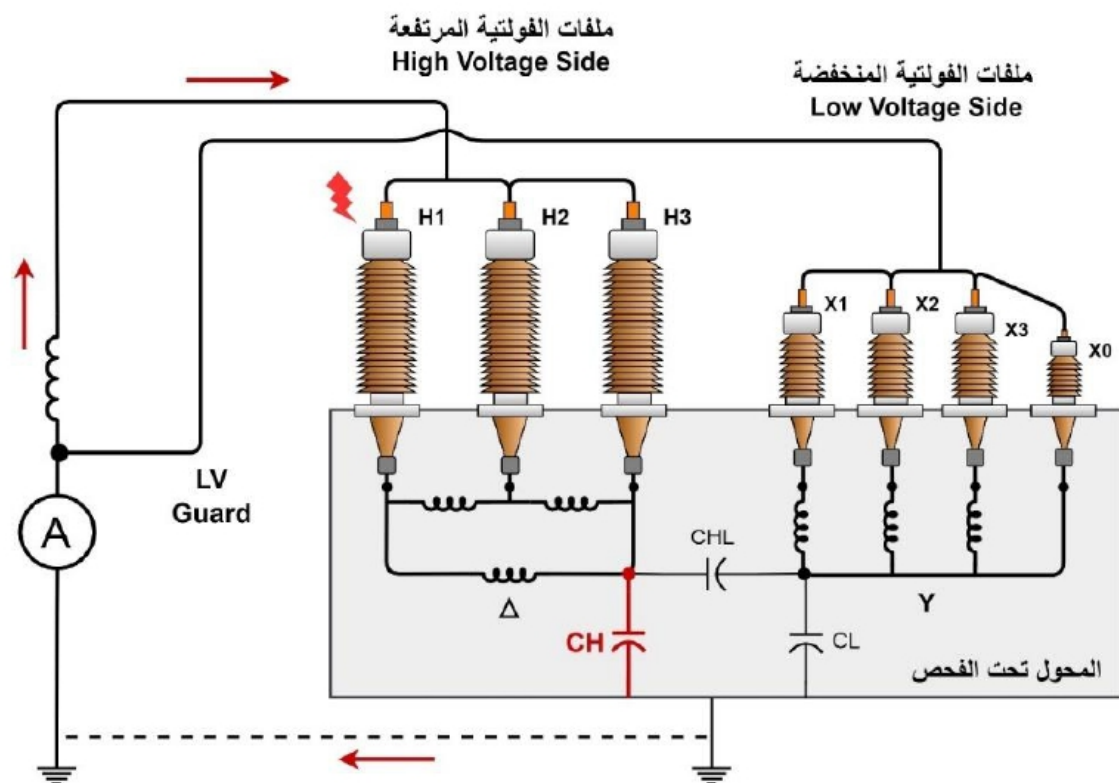 ملفات الفولتية المرتفعة
High Voltage Side
ملفات الفولتية المنخفضة
Low Voltage Side
H1
H2
H3
X1
X2
X3
X0
LV
Guard
A
CHL
Δ
Y
CH
CL
المحول تحت الفحص